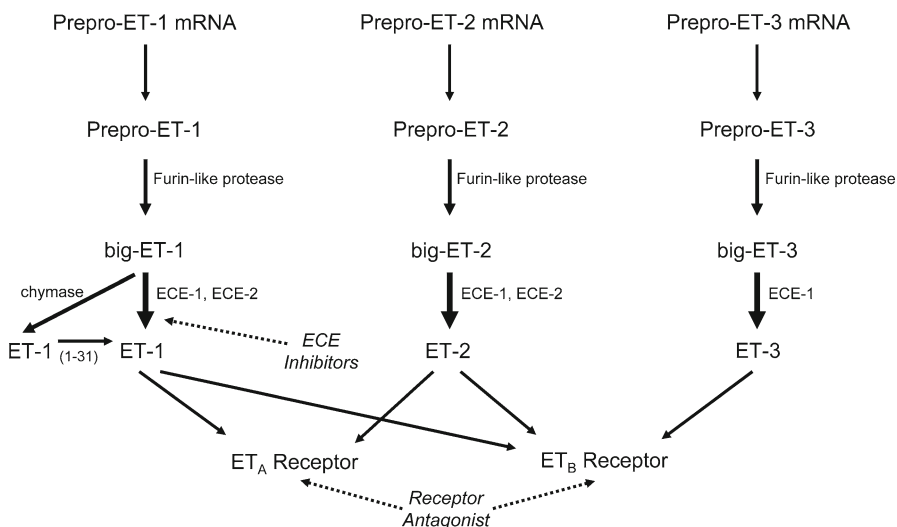 Prepro-ET-1 mRNA
Prepro-ET-2 mRNA
Prepro-ET-3 mRNA
Prepro-ET-1
Prepro-ET-2
Prepro-ET-3
Furin-like protease
Furin-like protease
Furin-like protease
big-ET-1
big-ET-2
big-ET-3
chymase
ECE-1, ECE-2
ECE-1, ECE-2
ECE-1
ET-1
(1-31)
ET-1
ECE
Inhibitors
ET-2
ET-3
ETA Receptor
ETB Receptor
Receptor
Antagonist